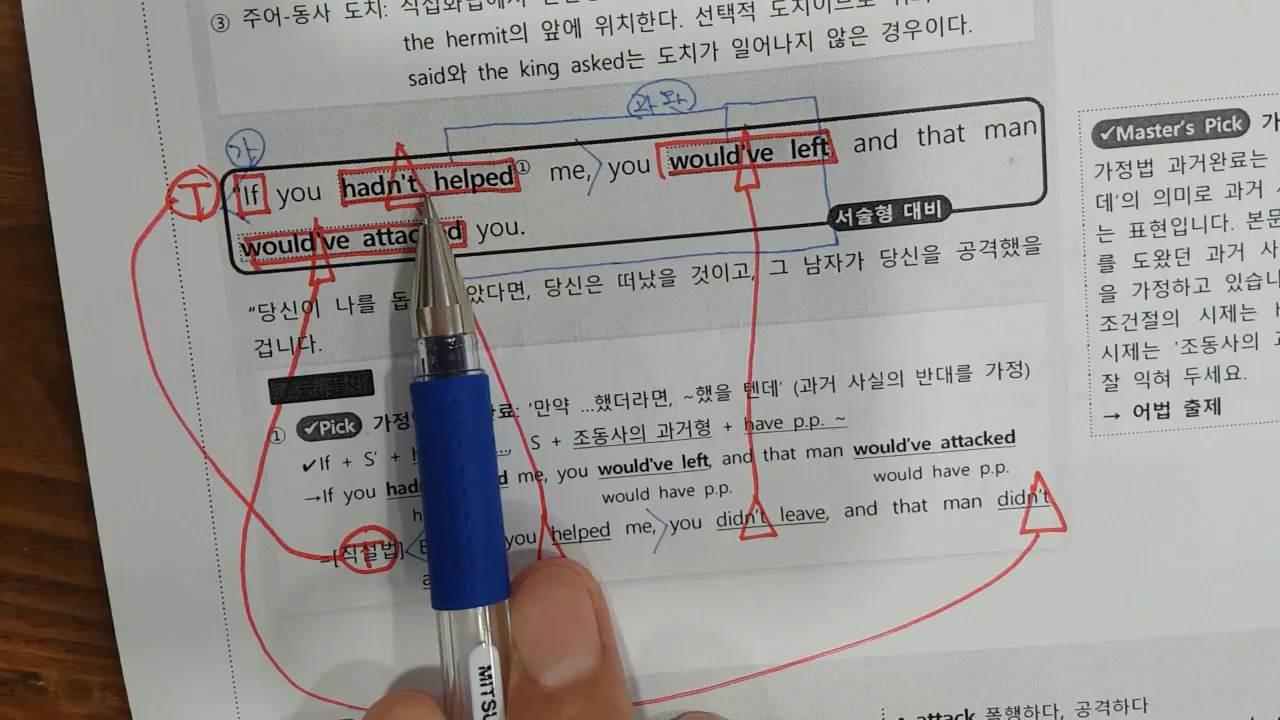 ③ 주어-동사 도치:
the hermit의 앞에 위치한다. 선택적 도치이므로
said와 the king asked는 도치가 일어나지 않은 경우이다.
과완
가
T "If you hadn't helped① me, you would've left and that man
would've attacked you.
서술형 대비
"당신이 나를 돕 았다면, 당신은 떠났을 것이고, 그 남자가 당신을 공격했을
겁니다.
① ✓Pick 가정 료: '만약 …했더라면, ~했을 텐데' (과거 사실의 반대를 가정)
✓If + S' + S + 조동사의 과거형 + have p.p. ~
→If you had d me, you would've left, and that man would've attacked
would have p.p. would have p.p.
=[직설법] you helped me, you didn't leave, and that man didn't
T
✓Master's Pick 가
가정법 과거완료는
데'의 의미로 과거
는 표현입니다. 본문
를 도왔던 과거 사
을 가정하고 있습니
조건절의 시제는
시제는 '조동사의
잘 익혀 두세요.
→ 어법 출제
MITSU
attack 폭행하다, 공격하다